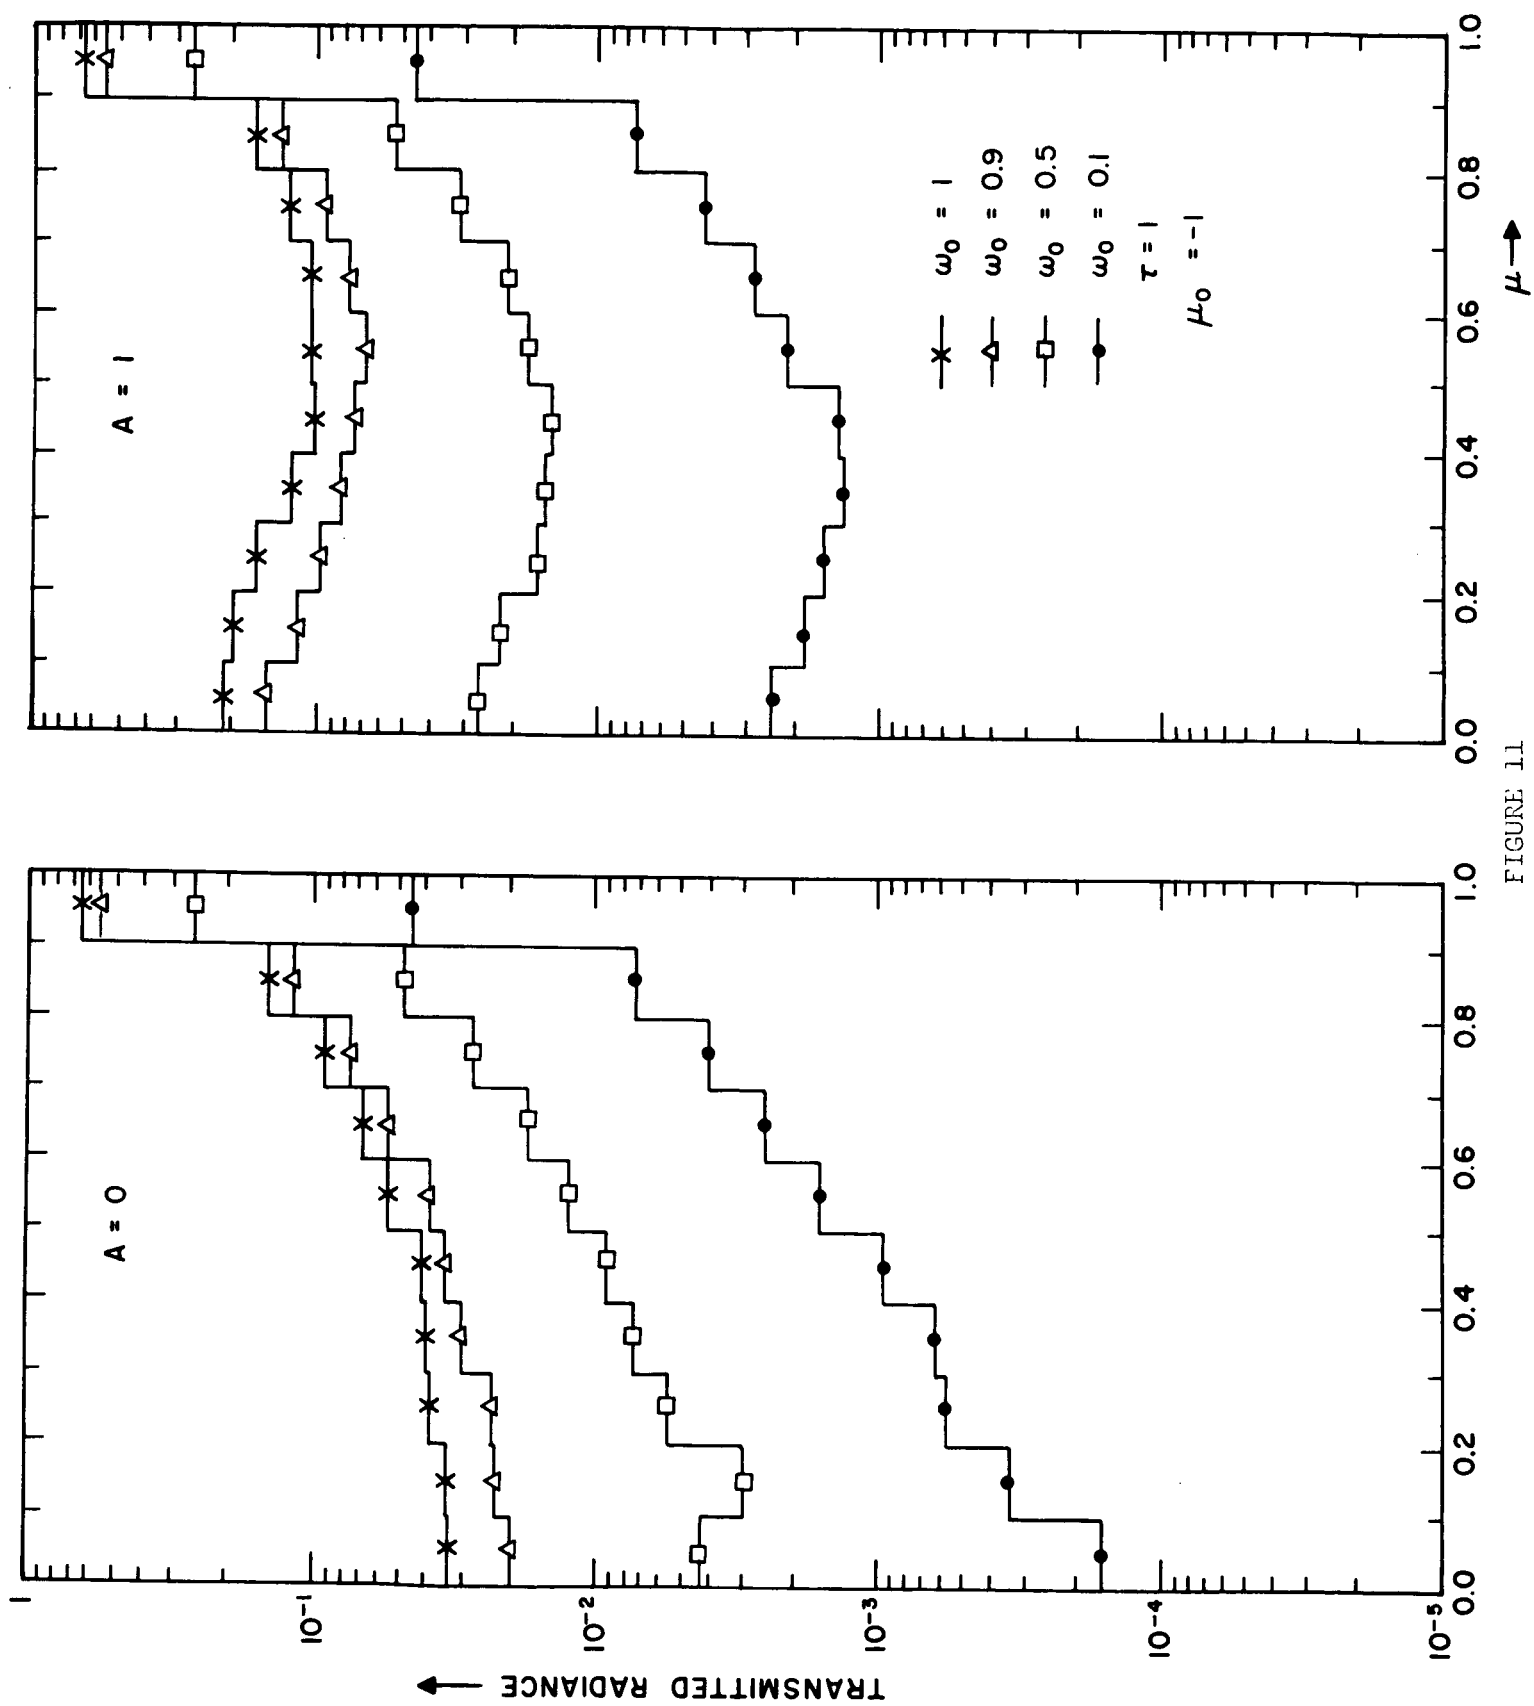 TRANSMITTED RADIANCE
1
10⁻¹
10⁻²
10⁻³
10⁻⁴
10⁻⁵
A = 0
0.0 0.2 0.4 0.6 0.8 1.0
A = 1
ω₀ = 1
ω₀ = 0.9
ω₀ = 0.5
ω₀ = 0.1
τ = 1
μ₀ = -1
0.0 0.2 0.4 0.6 0.8 1.0
μ
FIGURE 11